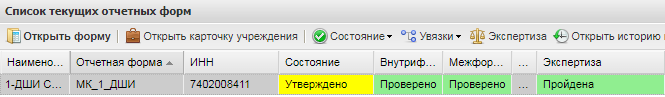 Список текущих отчетных форм
Открыть форму Открыть карточку учреждения Состояние Увязки Экспертиза Открыть историю
Наимено... Отчетная форма ИНН Состояние Внутриф... Межфор... ... Экспертиза
1-ДШИ С... МК_1_ДШИ 7402008411 Утверждено Проверено Проверено Пройдена